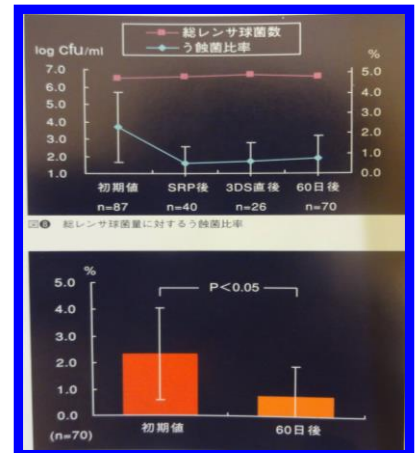 総レンサ球菌数
う蝕菌比率
log Cfu/ml
%
7.0
6.0
5.0
4.0
3.0
2.0
1.0
5.0
4.0
3.0
2.0
1.0
0.0
初期値 SRP後 3DS直後 60日後
n=87 n=40 n=26 n=70
図❻ 総レンサ球菌量に対するう蝕菌比率
%
5.0
4.0
3.0
2.0
1.0
0.0
P<0.05
初期値 60日後
(n=70)